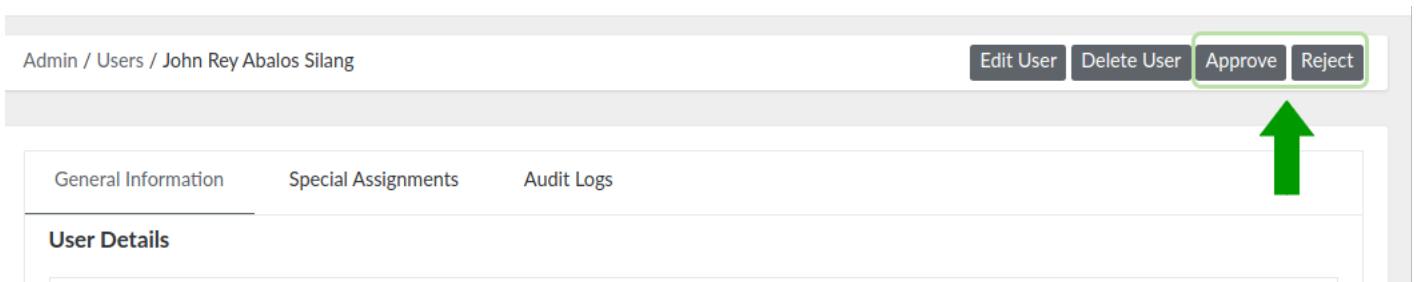 Admin / Users / John Rey Abalos Silang Edit User Delete User Approve Reject
General Information Special Assignments Audit Logs
User Details